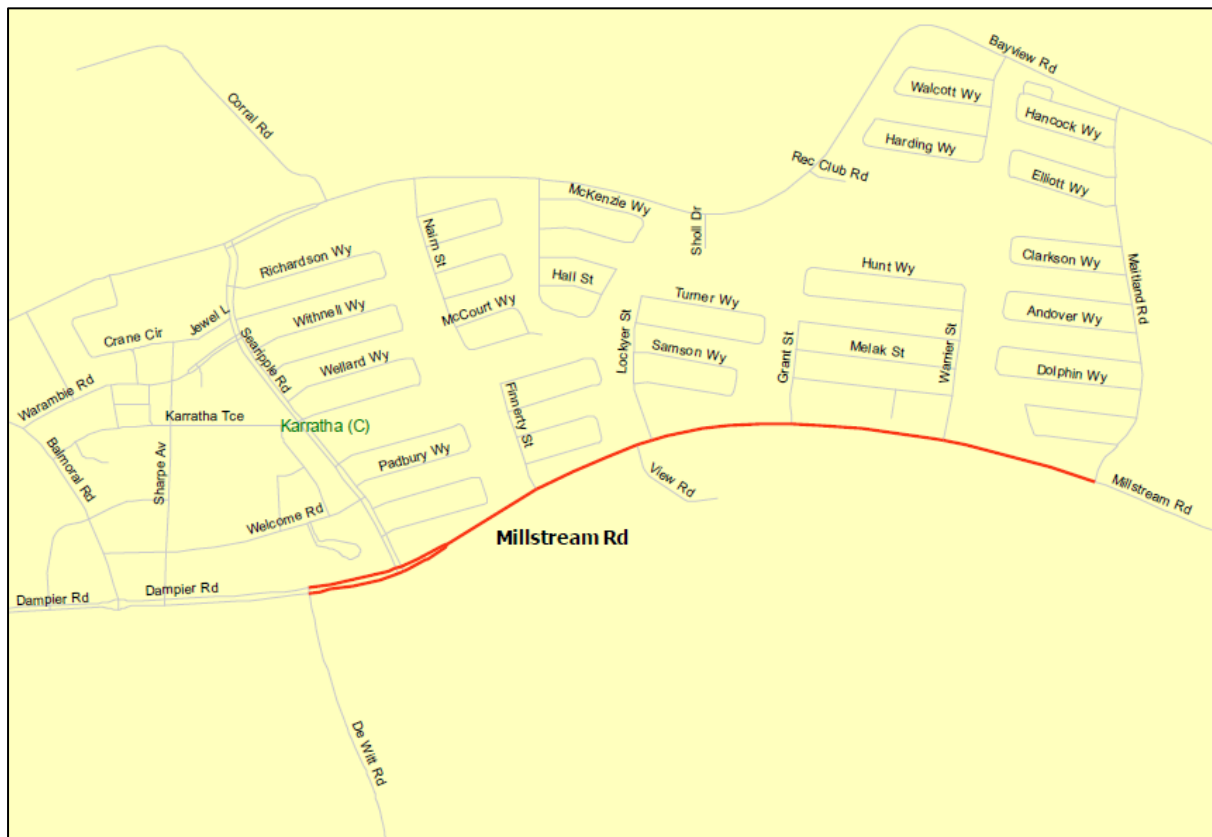 Bayview Rd
Walcott Wy
Hancock Wy
Corral Rd
Harding Wy
Rec Club Rd
Elliott Wy
McKenzie Wy
Sholl Dr
Nairn St
Richardson Wy
Clarkson Wy
Maitland Rd
Hunt Wy
Hall St
Turner Wy
Withnell Wy
McCourt Wy
Jewel L
Crane Cir
Andover Wy
Lockyer St
Samson Wy
Grant St
Melak St
Warrier St
Searipple Rd
Wellard Wy
Dolphin Wy
Warambie Rd
Karratha Tce
Karratha (C)
Finnerty St
Balmoral Rd
Sharpe Av
Padbury Wy
View Rd
Millstream Rd
Welcome Rd
Millstream Rd
Dampier Rd
Dampier Rd
De Witt Rd